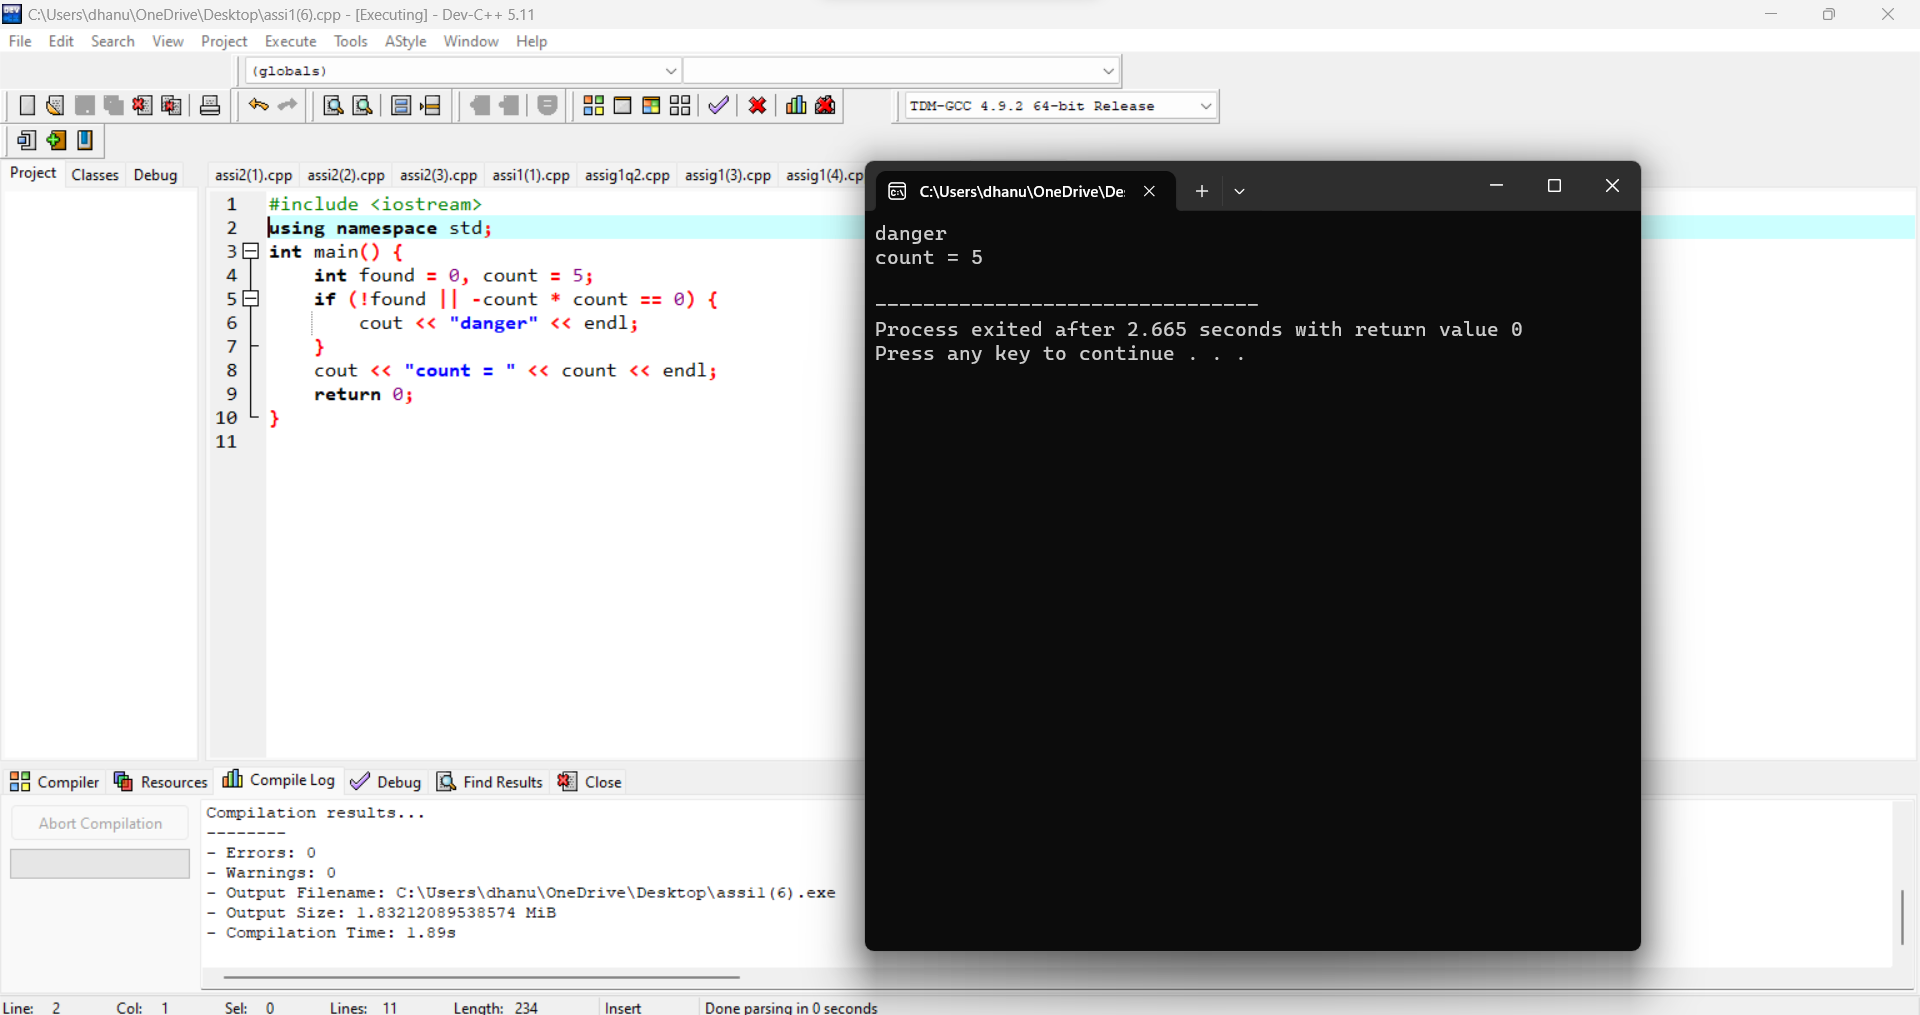 C:\Users\dhanu\OneDrive\Desktop\assi1(6).cpp - [Executing] - Dev-C++ 5.11
File Edit Search View Project Execute Tools AStyle Window Help
(globals)
TDM-GCC 4.9.2 64-bit Release
Project Classes Debug
assi2(1).cpp assi2(2).cpp assi2(3).cpp assi1(1).cpp assig1q2.cpp assig1(3).cpp assig1(4).cp
1 #include <iostream>
2 using namespace std;
3 int main() {
4 int found = 0, count = 5;
5 if (!found || -count * count == 0) {
6 cout << "danger" << endl;
7 }
8 cout << "count = " << count << endl;
9 return 0;
10 }
11
C:\Users\dhanu\OneDrive\De:
danger
count = 5
--------------------------------
Process exited after 2.665 seconds with return value 0
Press any key to continue . . .
Compiler Resources Compile Log Debug Find Results Close
Abort Compilation
Compilation results...
--------
- Errors: 0
- Warnings: 0
- Output Filename: C:\Users\dhanu\OneDrive\Desktop\assi1(6).exe
- Output Size: 1.83212089538574 MiB
- Compilation Time: 1.89s
Line: 2 Col: 1 Sel: 0 Lines: 11 Length: 234 Insert Done parsing in 0 seconds